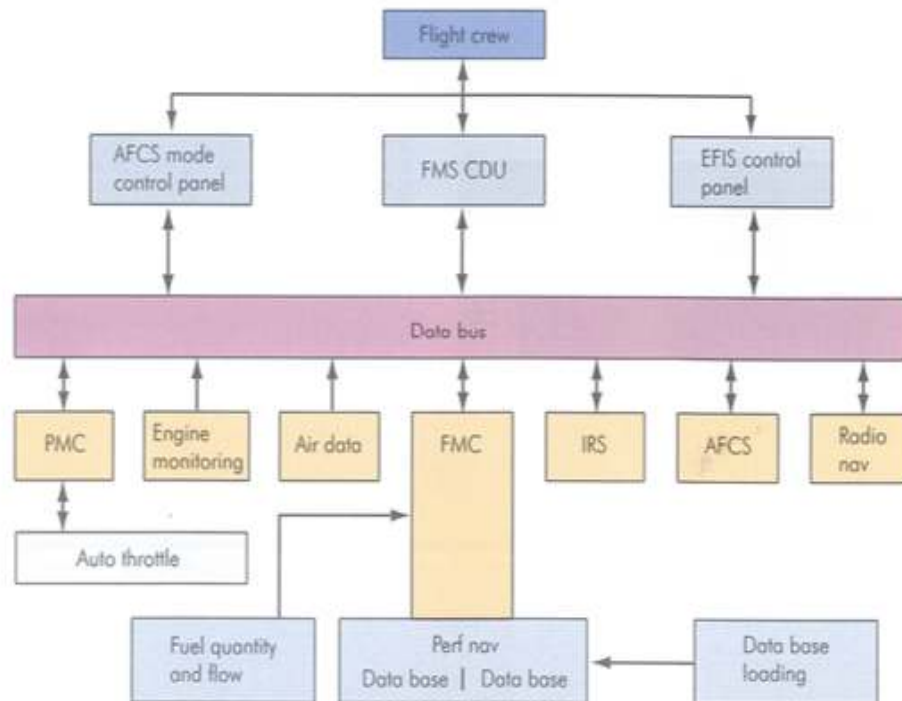 Flight crew
AFCS mode
control panel
FMS CDU
EFIS control
panel
Data bus
PMC
Engine
monitoring
Air data
FMC
IRS
AFCS
Radio
nav
Auto throttle
Fuel quantity
and flow
Perf nav
Data base | Data base
Data base
loading